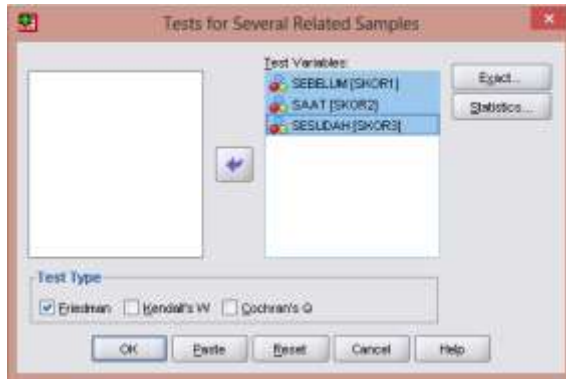 Tests for Several Related Samples
Test Variables:
SEBELUM [SKOR1]
SAAT [SKOR2]
SESUDAH [SKOR3]
Exact...
Statistics...
Test Type
Friedman
Kendall's W
Cochran's Q
OK
Paste
Reset
Cancel
Help